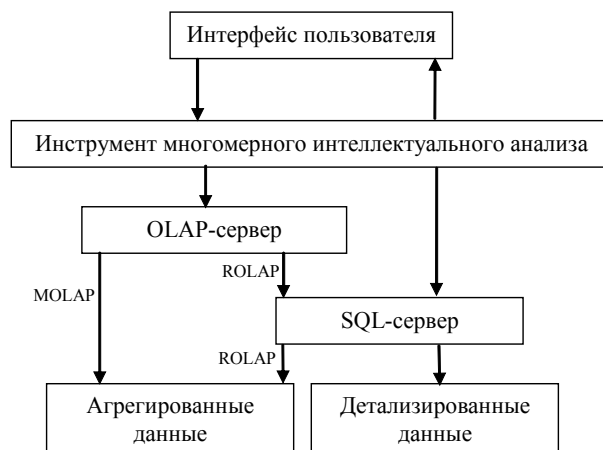 Интерфейс пользователя
Инструмент многомерного интеллектуального анализа
OLAP-сервер
ROLAP
MOLAP
SQL-сервер
ROLAP
Агрегированные
данные
Детализированные
данные